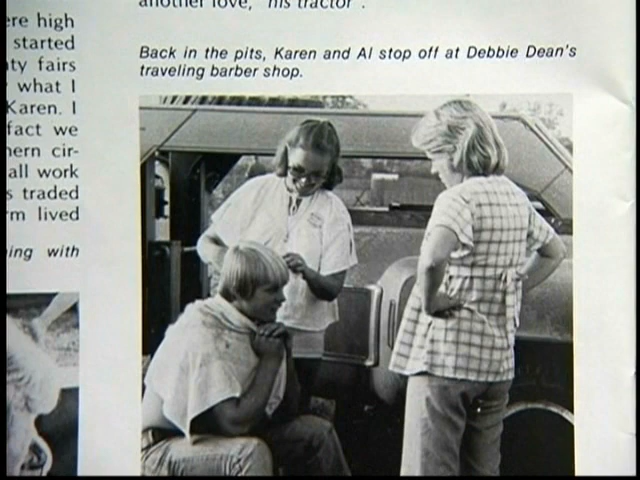 ere high
started
nty fairs
what I
Karen. I
fact we
hern cir-
all work
s traded
rm lived
ing with
another love, "his tractor".
Back in the pits, Karen and Al stop off at Debbie Dean's
traveling barber shop.